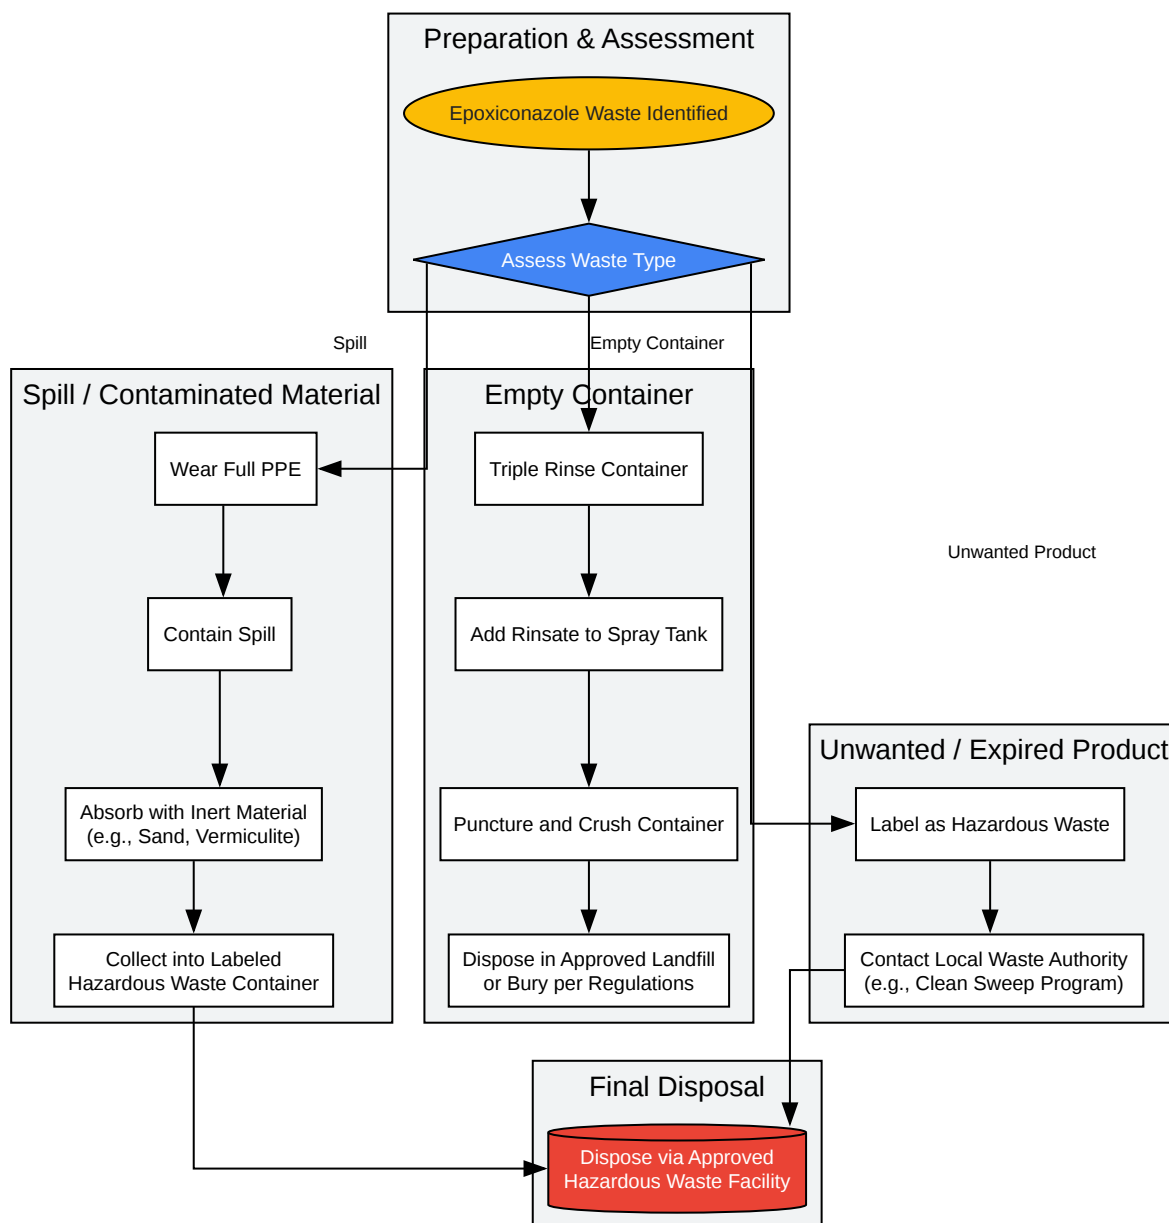 Preparation & Assessment
Epoxiconazole Waste Identified
Assess Waste Type
Spill
Empty Container
Unwanted Product
Spill / Contaminated Material
Wear Full PPE
Contain Spill
Absorb with Inert Material
(e.g., Sand, Vermiculite)
Collect into Labeled
Hazardous Waste Container
Empty Container
Triple Rinse Container
Add Rinsate to Spray Tank
Puncture and Crush Container
Dispose in Approved Landfill
or Bury per Regulations
Unwanted / Expired Product
Label as Hazardous Waste
Contact Local Waste Authority
(e.g., Clean Sweep Program)
Final Disposal
Dispose via Approved
Hazardous Waste Facility